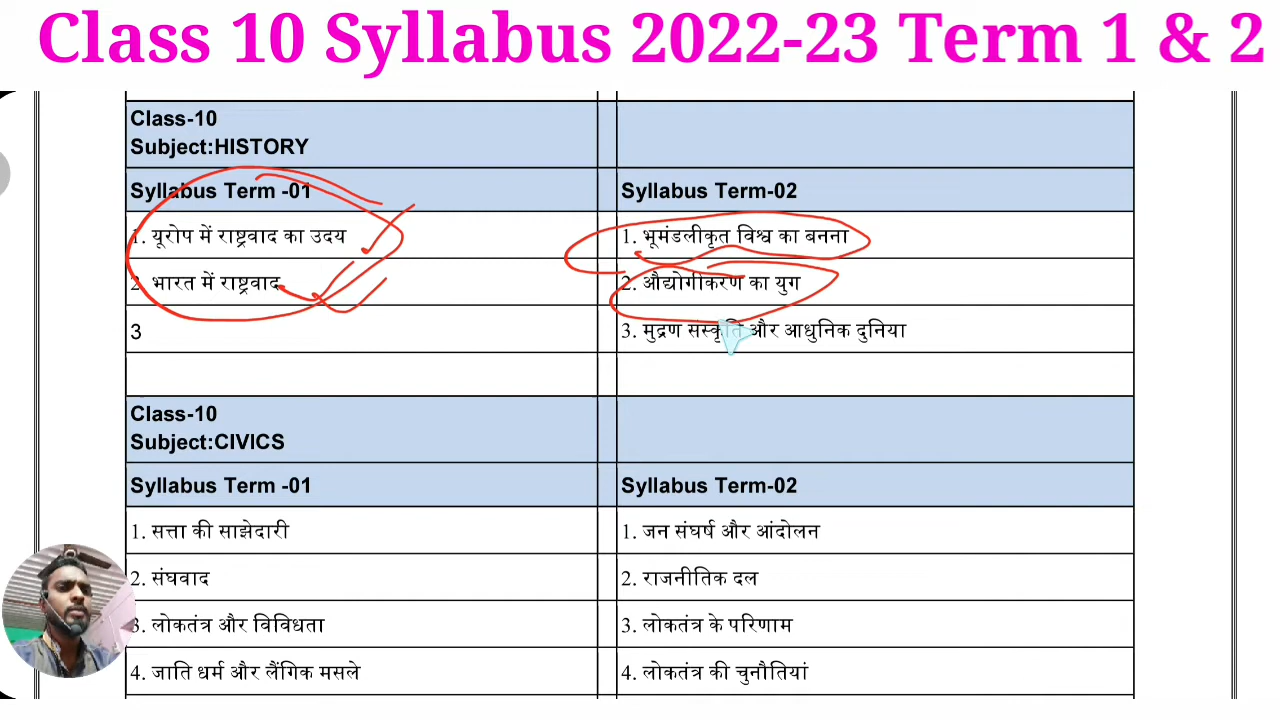 Class 10 Syllabus 2022-23 Term 1 & 2
Class-10
Subject:HISTORY
Syllabus Term -01
Syllabus Term-02
1. यूरोप में राष्ट्रवाद का उदय
1. भूमंडलीकृत विश्व का बनना
2. भारत में राष्ट्रवाद
2. औद्योगीकरण का युग
3
3. मुद्रण संस्कृति और आधुनिक दुनिया
Class-10
Subject:CIVICS
Syllabus Term -01
Syllabus Term-02
1. सत्ता की साझेदारी
1. जन संघर्ष और आंदोलन
2. संघवाद
2. राजनीतिक दल
3. लोकतंत्र और विविधता
3. लोकतंत्र के परिणाम
4. जाति धर्म और लैंगिक मसले
4. लोकतंत्र की चुनौतियां